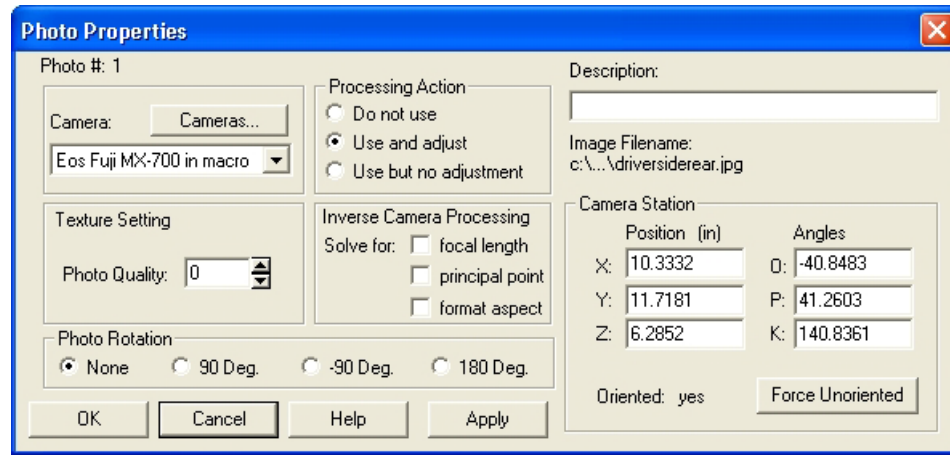 Photo Properties
Photo #: 1
Camera:
Cameras...
Eos Fuji MX-700 in macro
Processing Action
Do not use
Use and adjust
Use but no adjustment
Description:
Image Filename:
c:\...\driversiderear.jpg
Texture Setting
Photo Quality: 0
Inverse Camera Processing
Solve for: focal length
principal point
format aspect
Camera Station
Position (in) Angles
X: 10.3332 O: -40.8483
Y: 11.7181 P: 41.2603
Z: 6.2852 K: 140.8361
Oriented: yes Force Unoriented
Photo Rotation
None 90 Deg. -90 Deg. 180 Deg.
OK Cancel Help Apply